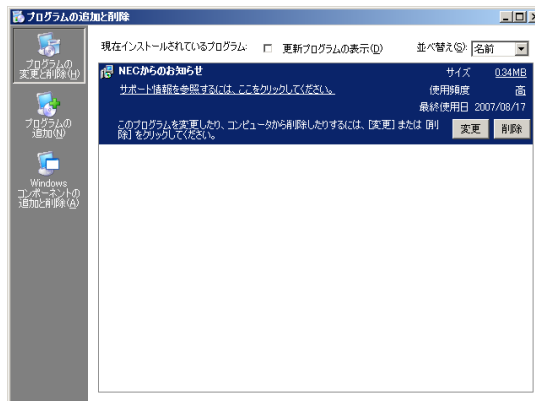 プログラムの追加と削除
現在インストールされているプログラム:
更新プログラムの表示(D)
並べ替え(S):
名前
プログラムの
変更と削除(H)
プログラムの
追加(N)
Windows
コンポーネントの
追加と削除(A)
NECからのお知らせ
サイズ 0.34MB
サポート情報を参照するには、ここをクリックしてください。
使用頻度 高
最終使用日 2007/08/17
このプログラムを変更したり、コンピュータから削除したりするには、[変更] または [削
除] をクリックしてください。
変更
削除